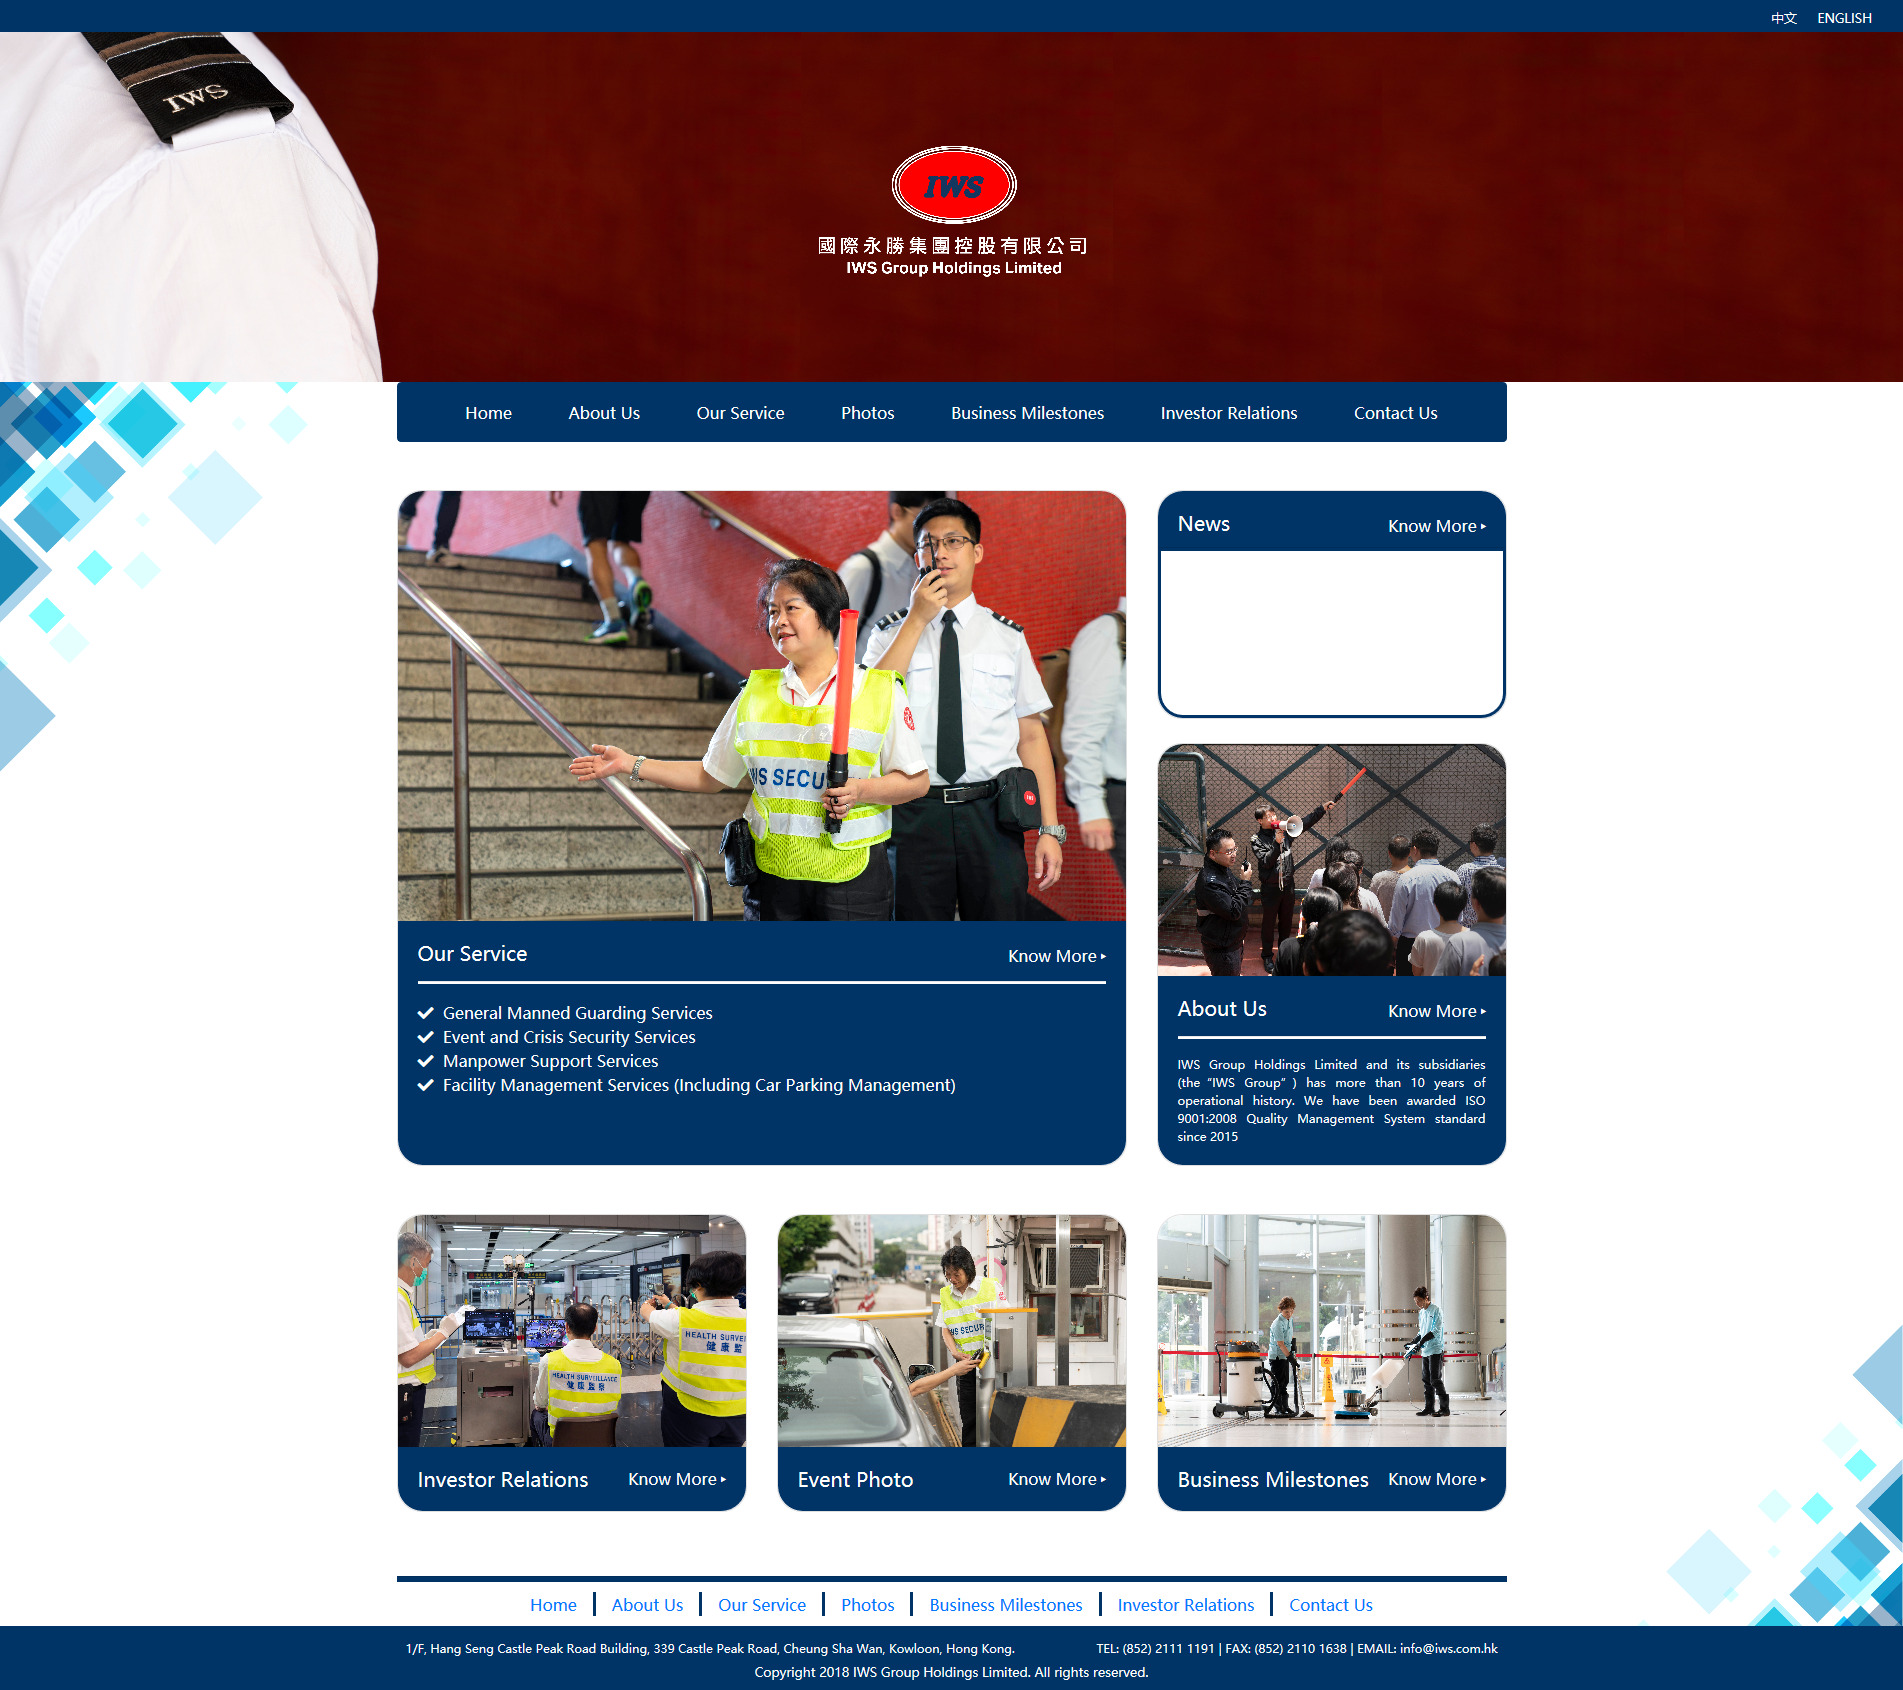 中文 ENGLISH
IWS
IWS
國際永勝集團控股有限公司
IWS Group Holdings Limited
Home About Us Our Service Photos Business Milestones Investor Relations Contact Us
News Know More
WS SECU
Our Service Know More
General Manned Guarding Services
Event and Crisis Security Services
Manpower Support Services
Facility Management Services (Including Car Parking Management)
About Us Know More
IWS Group Holdings Limited and its subsidiaries
(the “IWS Group” ) has more than 10 years of
operational history. We have been awarded ISO
9001:2008 Quality Management System standard
since 2015
HEALTH SURVEI
健康監
HEALTH SURVEILLANCE
健康監察
WS SECUR
Investor Relations Know More
Event Photo Know More
Business Milestones Know More
Home About Us Our Service Photos Business Milestones Investor Relations Contact Us
1/F, Hang Seng Castle Peak Road Building, 339 Castle Peak Road, Cheung Sha Wan, Kowloon, Hong Kong. TEL: (852) 2111 1191 | FAX: (852) 2110 1638 | EMAIL: info@iws.com.hk
Copyright 2018 IWS Group Holdings Limited. All rights reserved.